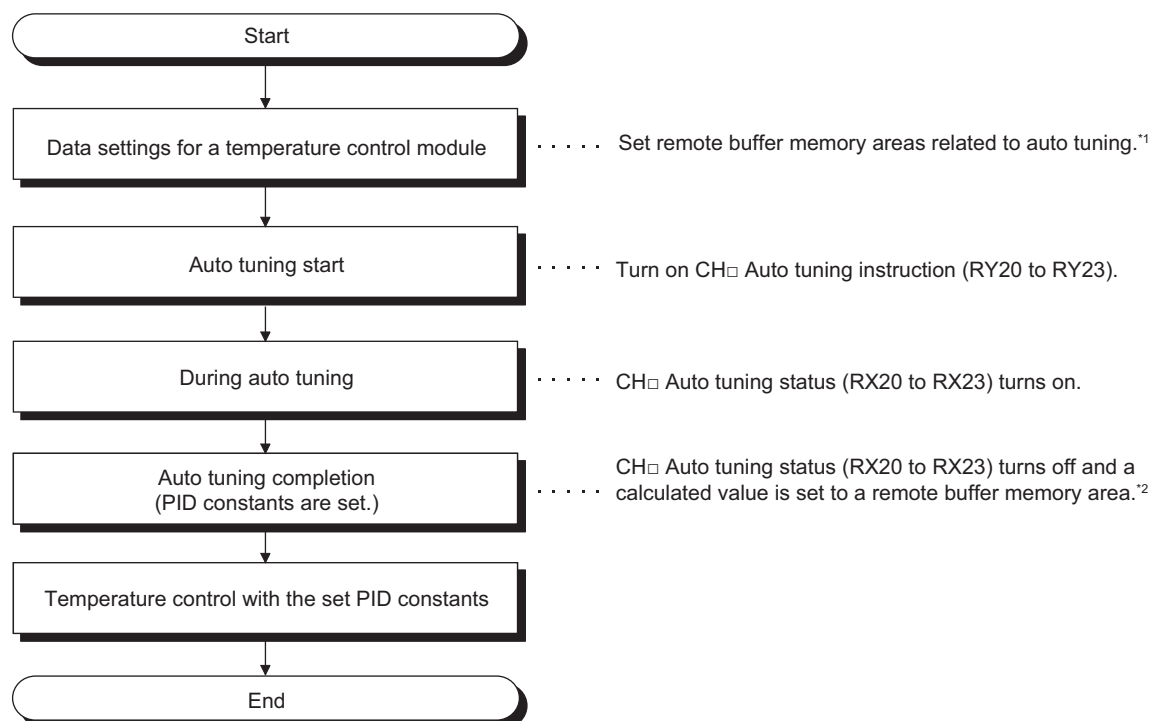 Start
Data settings for a temperature control module
Set remote buffer memory areas related to auto tuning.*1
Auto tuning start
Turn on CH□ Auto tuning instruction (RY20 to RY23).
During auto tuning
CH□ Auto tuning status (RX20 to RX23) turns on.
Auto tuning completion
(PID constants are set.)
CH□ Auto tuning status (RX20 to RX23) turns off and a
calculated value is set to a remote buffer memory area.*2
Temperature control with the set PID constants
End